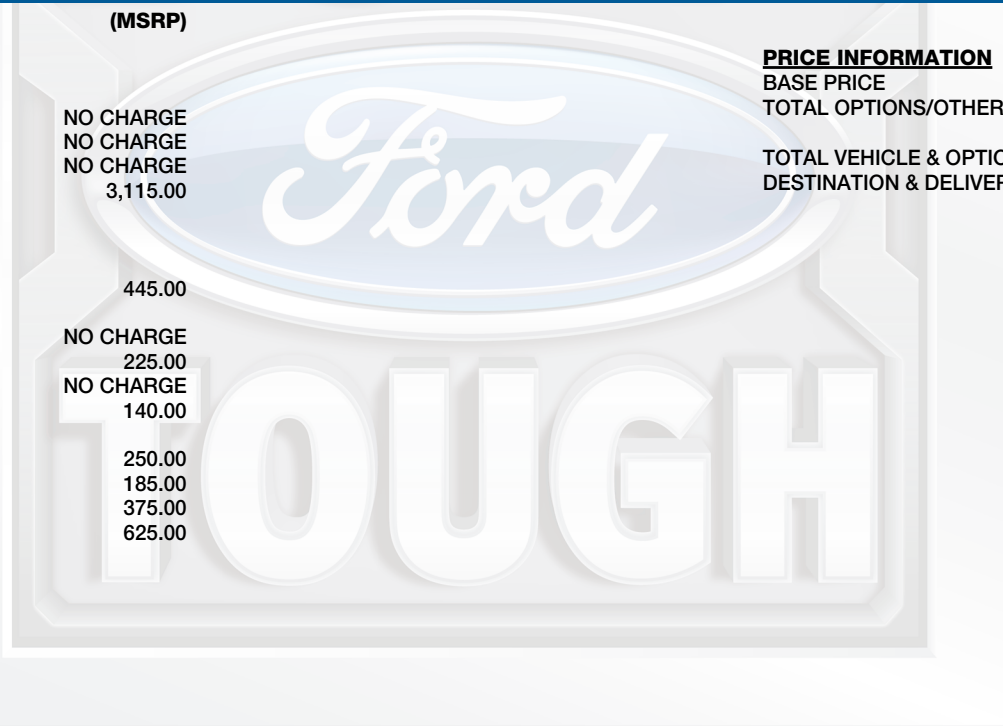 (MSRP)
NO CHARGE
NO CHARGE
NO CHARGE
3,115.00
445.00
NO CHARGE
225.00
NO CHARGE
140.00
250.00
185.00
375.00
625.00
PRICE INFORMATION
BASE PRICE
TOTAL OPTIONS/OTHER
TOTAL VEHICLE & OPTIO
DESTINATION & DELIVER
Ford
TOUGH